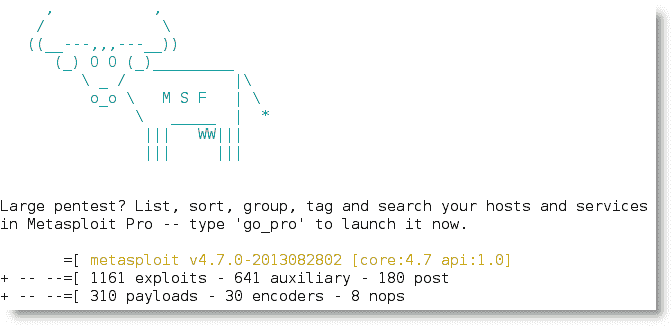 M S F
Large pentest? List, sort, group, tag and search your hosts and services
in Metasploit Pro -- type 'go_pro' to launch it now.
=[ metasploit v4.7.0-2013082802 [core:4.7 api:1.0]
+ -- --=[ 1161 exploits - 641 auxiliary - 180 post
+ -- --=[ 310 payloads - 30 encoders - 8 nops